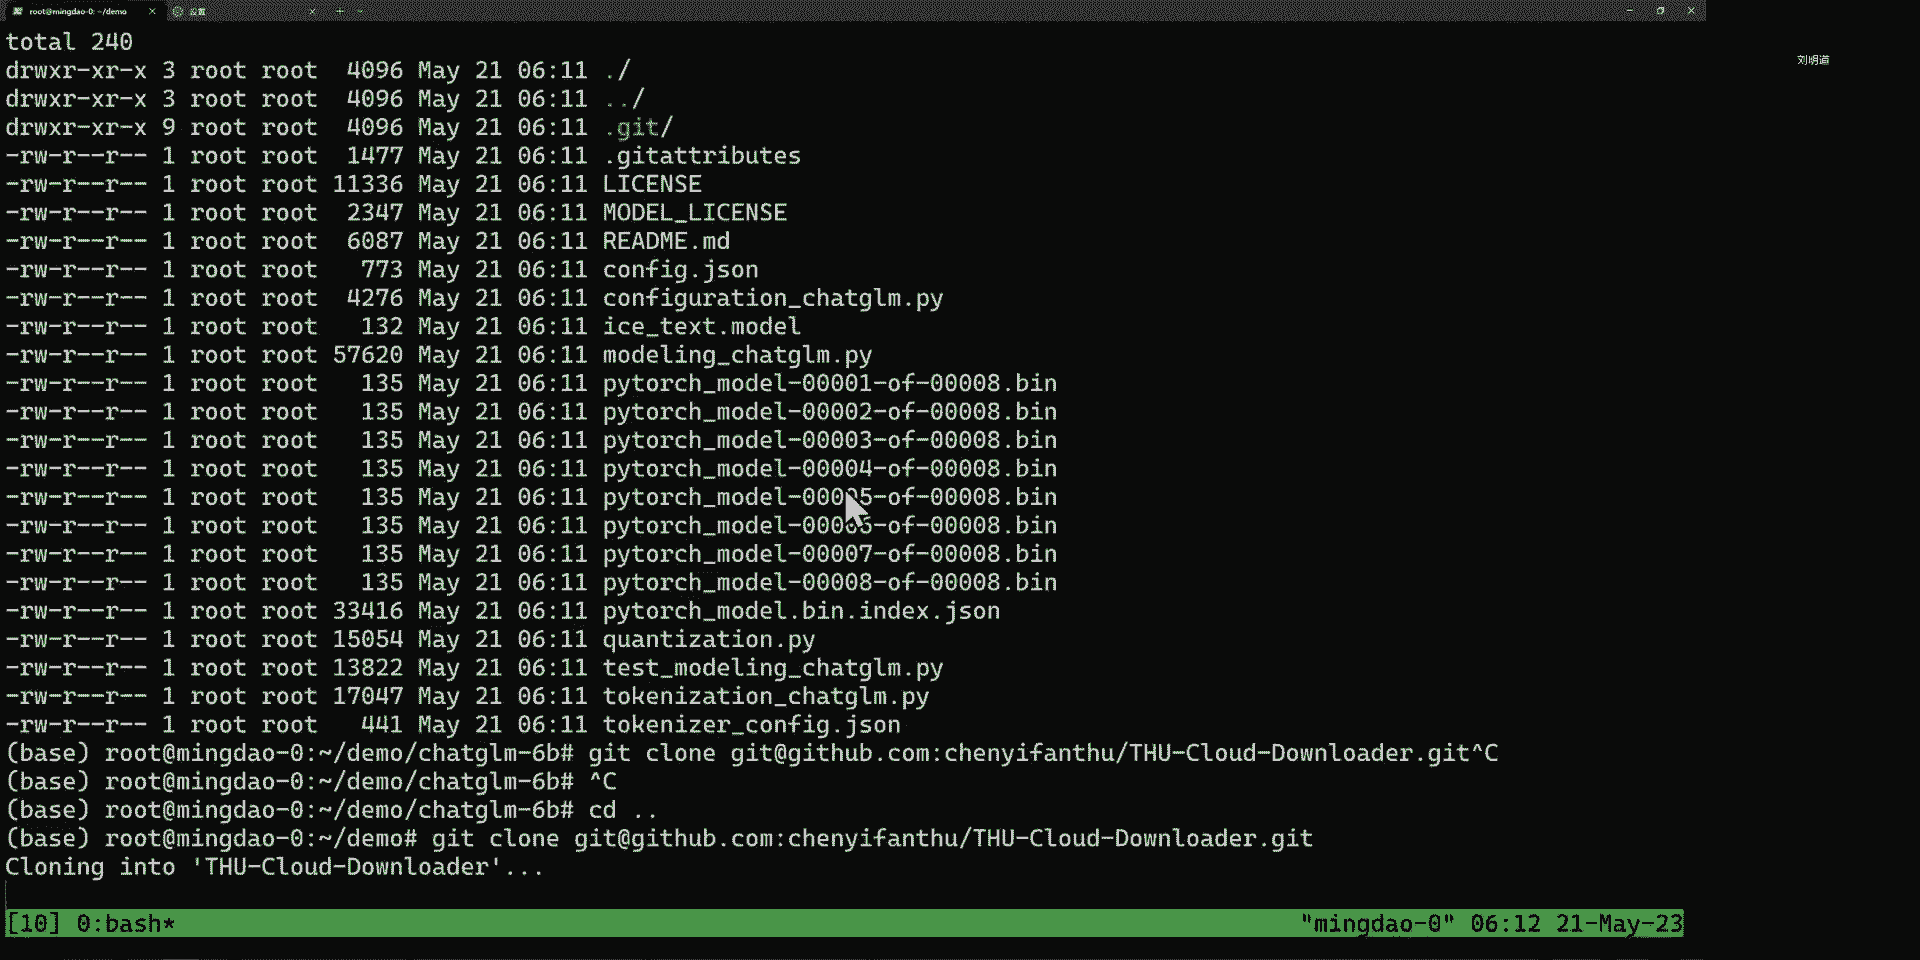 root@mingdao-0: ~/demo
设置
刘明道
total 240
drwxr-xr-x 3 root root  4096 May 21 06:11 ./
drwxr-xr-x 3 root root  4096 May 21 06:11 ../
drwxr-xr-x 9 root root  4096 May 21 06:11 .git/
-rw-r--r-- 1 root root  1477 May 21 06:11 .gitattributes
-rw-r--r-- 1 root root 11336 May 21 06:11 LICENSE
-rw-r--r-- 1 root root  2347 May 21 06:11 MODEL_LICENSE
-rw-r--r-- 1 root root  6087 May 21 06:11 README.md
-rw-r--r-- 1 root root   773 May 21 06:11 config.json
-rw-r--r-- 1 root root  4276 May 21 06:11 configuration_chatglm.py
-rw-r--r-- 1 root root   132 May 21 06:11 ice_text.model
-rw-r--r-- 1 root root 57620 May 21 06:11 modeling_chatglm.py
-rw-r--r-- 1 root root   135 May 21 06:11 pytorch_model-00001-of-00008.bin
-rw-r--r-- 1 root root   135 May 21 06:11 pytorch_model-00002-of-00008.bin
-rw-r--r-- 1 root root   135 May 21 06:11 pytorch_model-00003-of-00008.bin
-rw-r--r-- 1 root root   135 May 21 06:11 pytorch_model-00004-of-00008.bin
-rw-r--r-- 1 root root   135 May 21 06:11 pytorch_model-00005-of-00008.bin
-rw-r--r-- 1 root root   135 May 21 06:11 pytorch_model-00006-of-00008.bin
-rw-r--r-- 1 root root   135 May 21 06:11 pytorch_model-00007-of-00008.bin
-rw-r--r-- 1 root root   135 May 21 06:11 pytorch_model-00008-of-00008.bin
-rw-r--r-- 1 root root 33416 May 21 06:11 pytorch_model.bin.index.json
-rw-r--r-- 1 root root 15054 May 21 06:11 quantization.py
-rw-r--r-- 1 root root 13822 May 21 06:11 test_modeling_chatglm.py
-rw-r--r-- 1 root root 17047 May 21 06:11 tokenization_chatglm.py
-rw-r--r-- 1 root root   441 May 21 06:11 tokenizer_config.json
(base) root@mingdao-0:~/demo/chatglm-6b# git clone git@github.com:chenyifanthu/THU-Cloud-Downloader.git^C
(base) root@mingdao-0:~/demo/chatglm-6b# ^C
(base) root@mingdao-0:~/demo/chatglm-6b# cd ..
(base) root@mingdao-0:~/demo# git clone git@github.com:chenyifanthu/THU-Cloud-Downloader.git
Cloning into 'THU-Cloud-Downloader'...
[10] 0:bash* "mingdao-0" 06:12 21-May-23